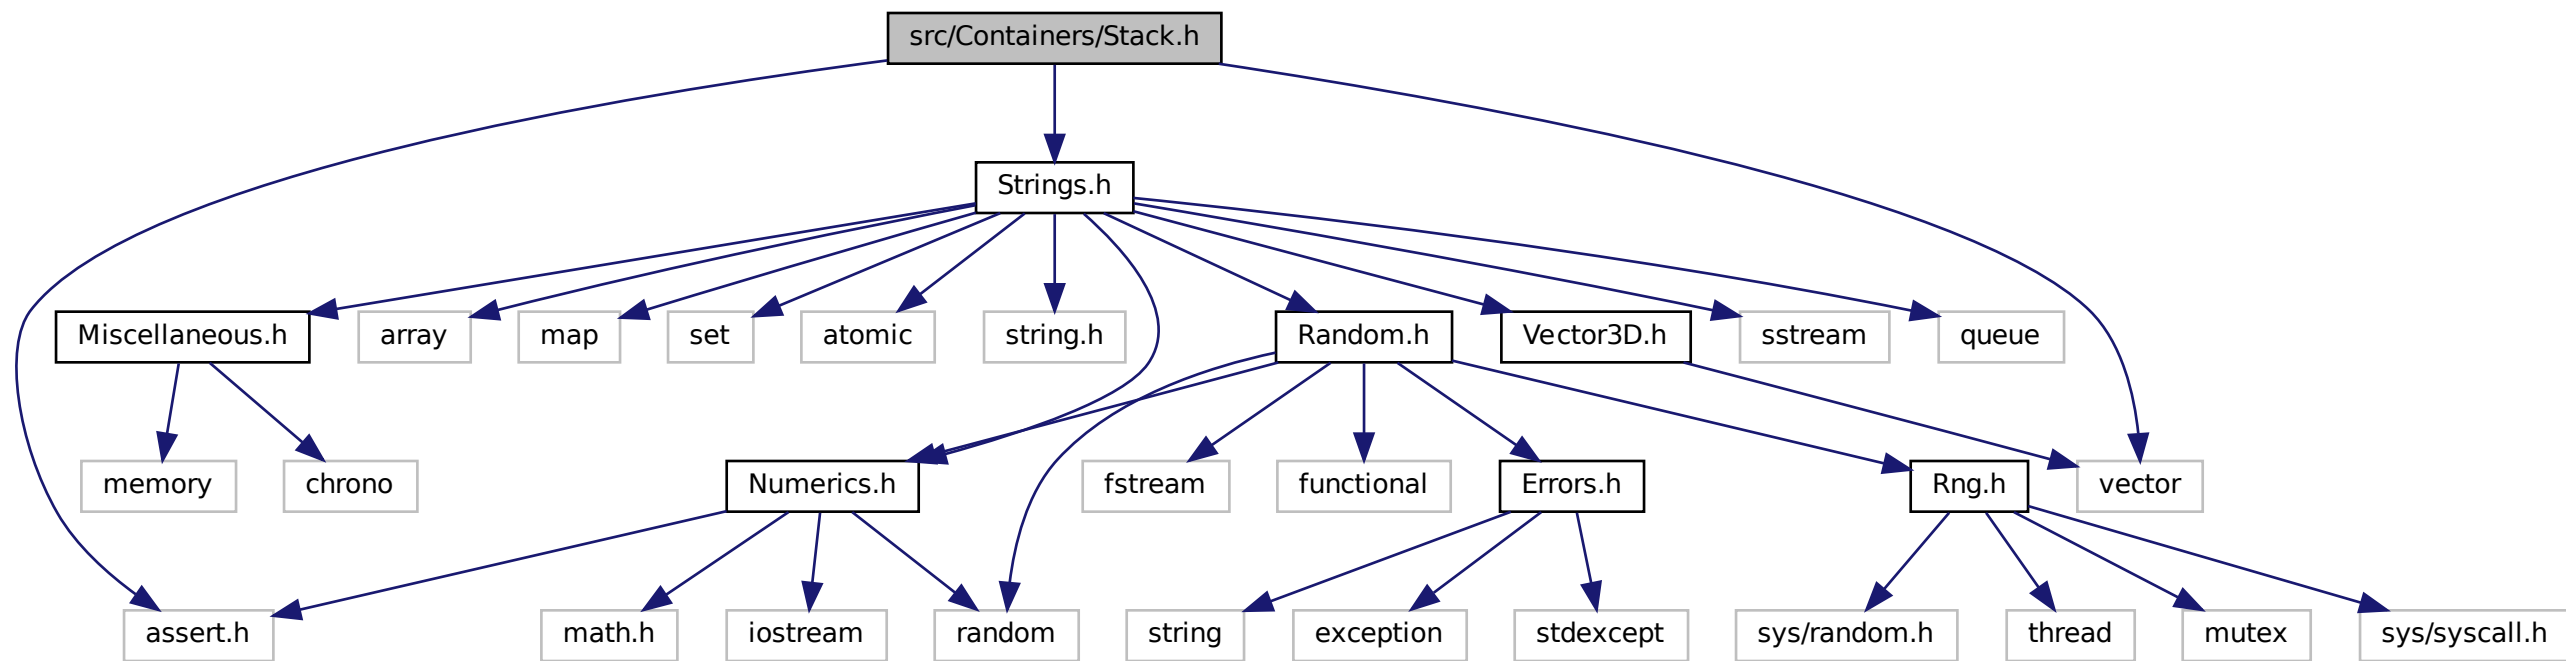 src/Containers/Stack.h
Strings.h
Miscellaneous.h
array
map
set
atomic
string.h
Random.h
Vector3D.h
sstream
queue
memory
chrono
Numerics.h
fstream
functional
Errors.h
Rng.h
vector
assert.h
math.h
iostream
random
string
exception
stdexcept
sys/random.h
thread
mutex
sys/syscall.h